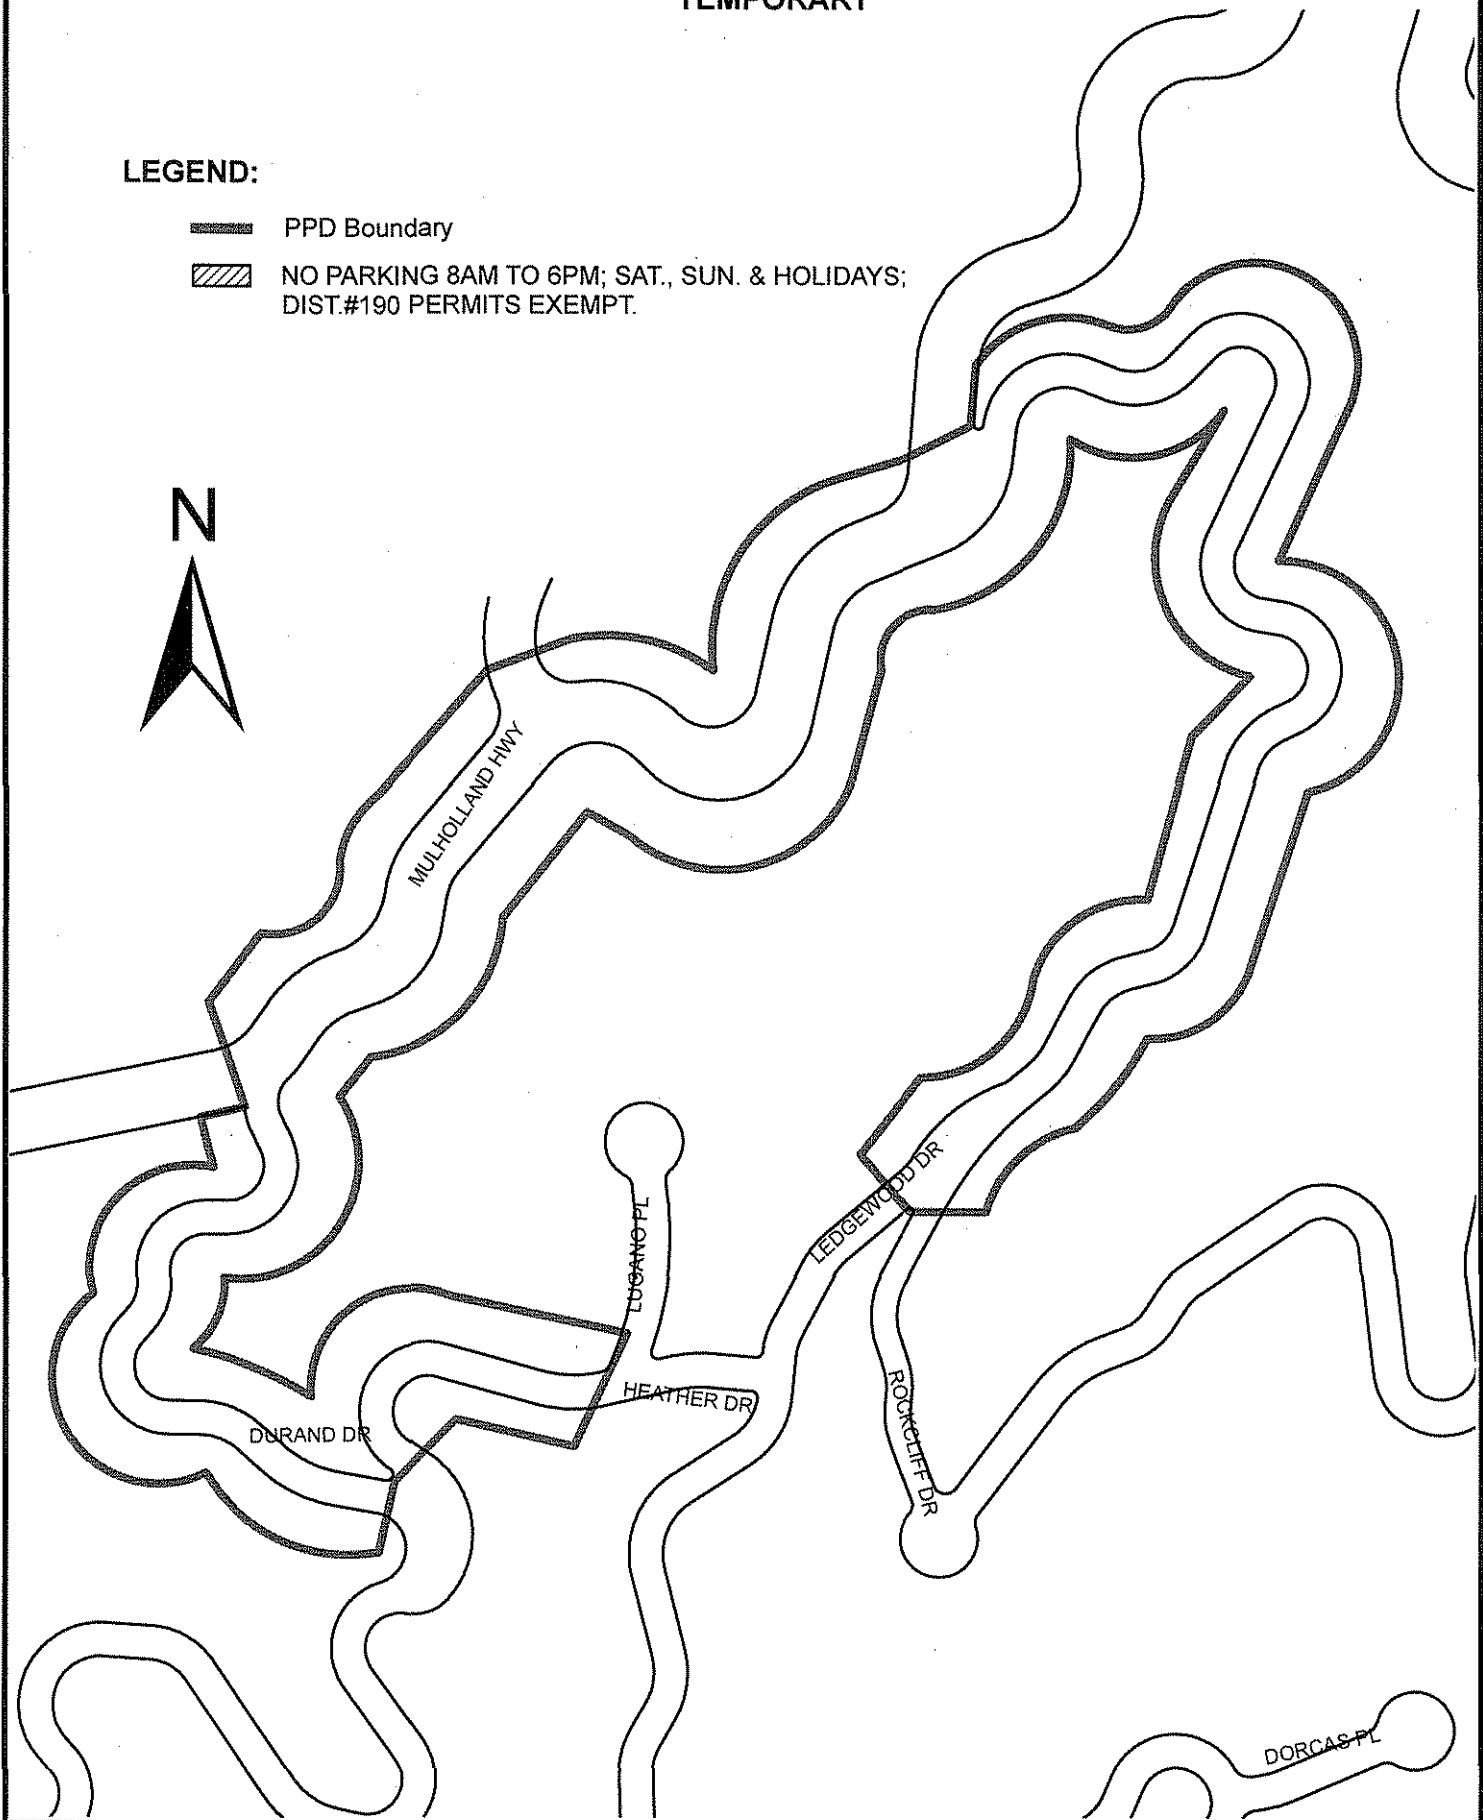 TEMPORARY
LEGEND:
PPD Boundary
NO PARKING 8AM TO 6PM; SAT., SUN. & HOLIDAYS;
DIST.#190 PERMITS EXEMPT.
N
MULHOLLAND HWY
LEDGEWOOD DR
LUGANO PL
HEATHER DR
ROCKCLIFF DR
DURAND DR
DORCAS PL